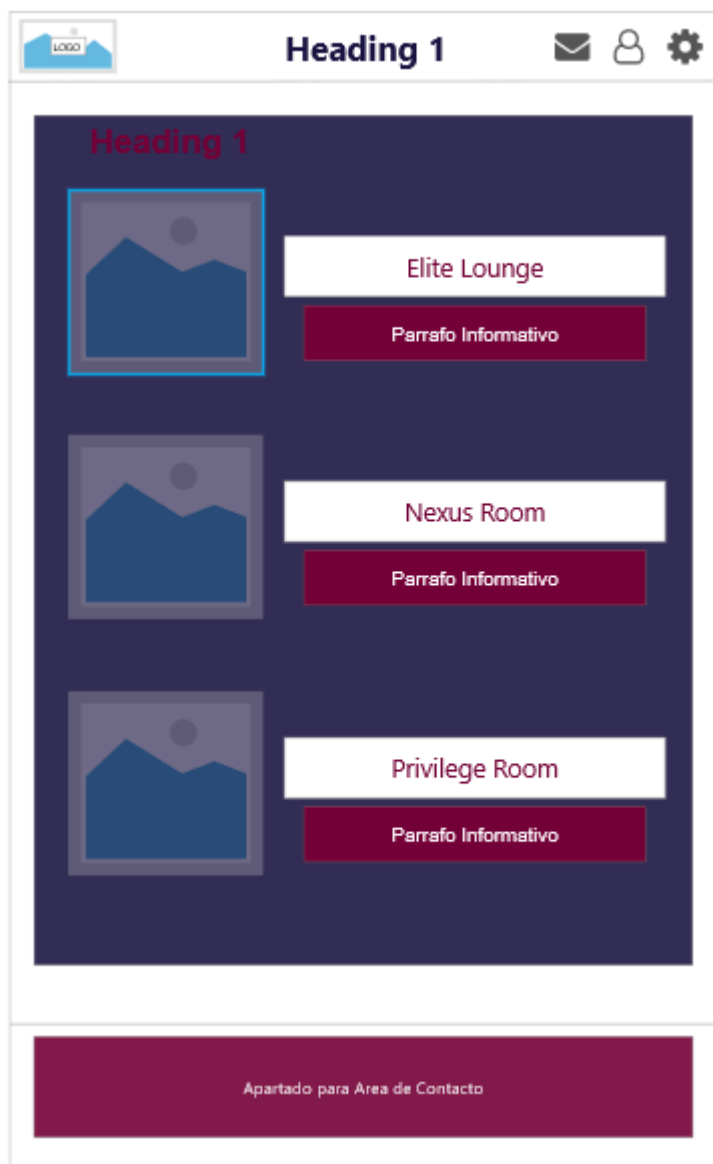 LOGO
Heading 1
Heading 1
Elite Lounge
Parrafo Informativo
Nexus Room
Parrafo Informativo
Privilege Room
Parrafo Informativo
Apartado para Area de Contacto